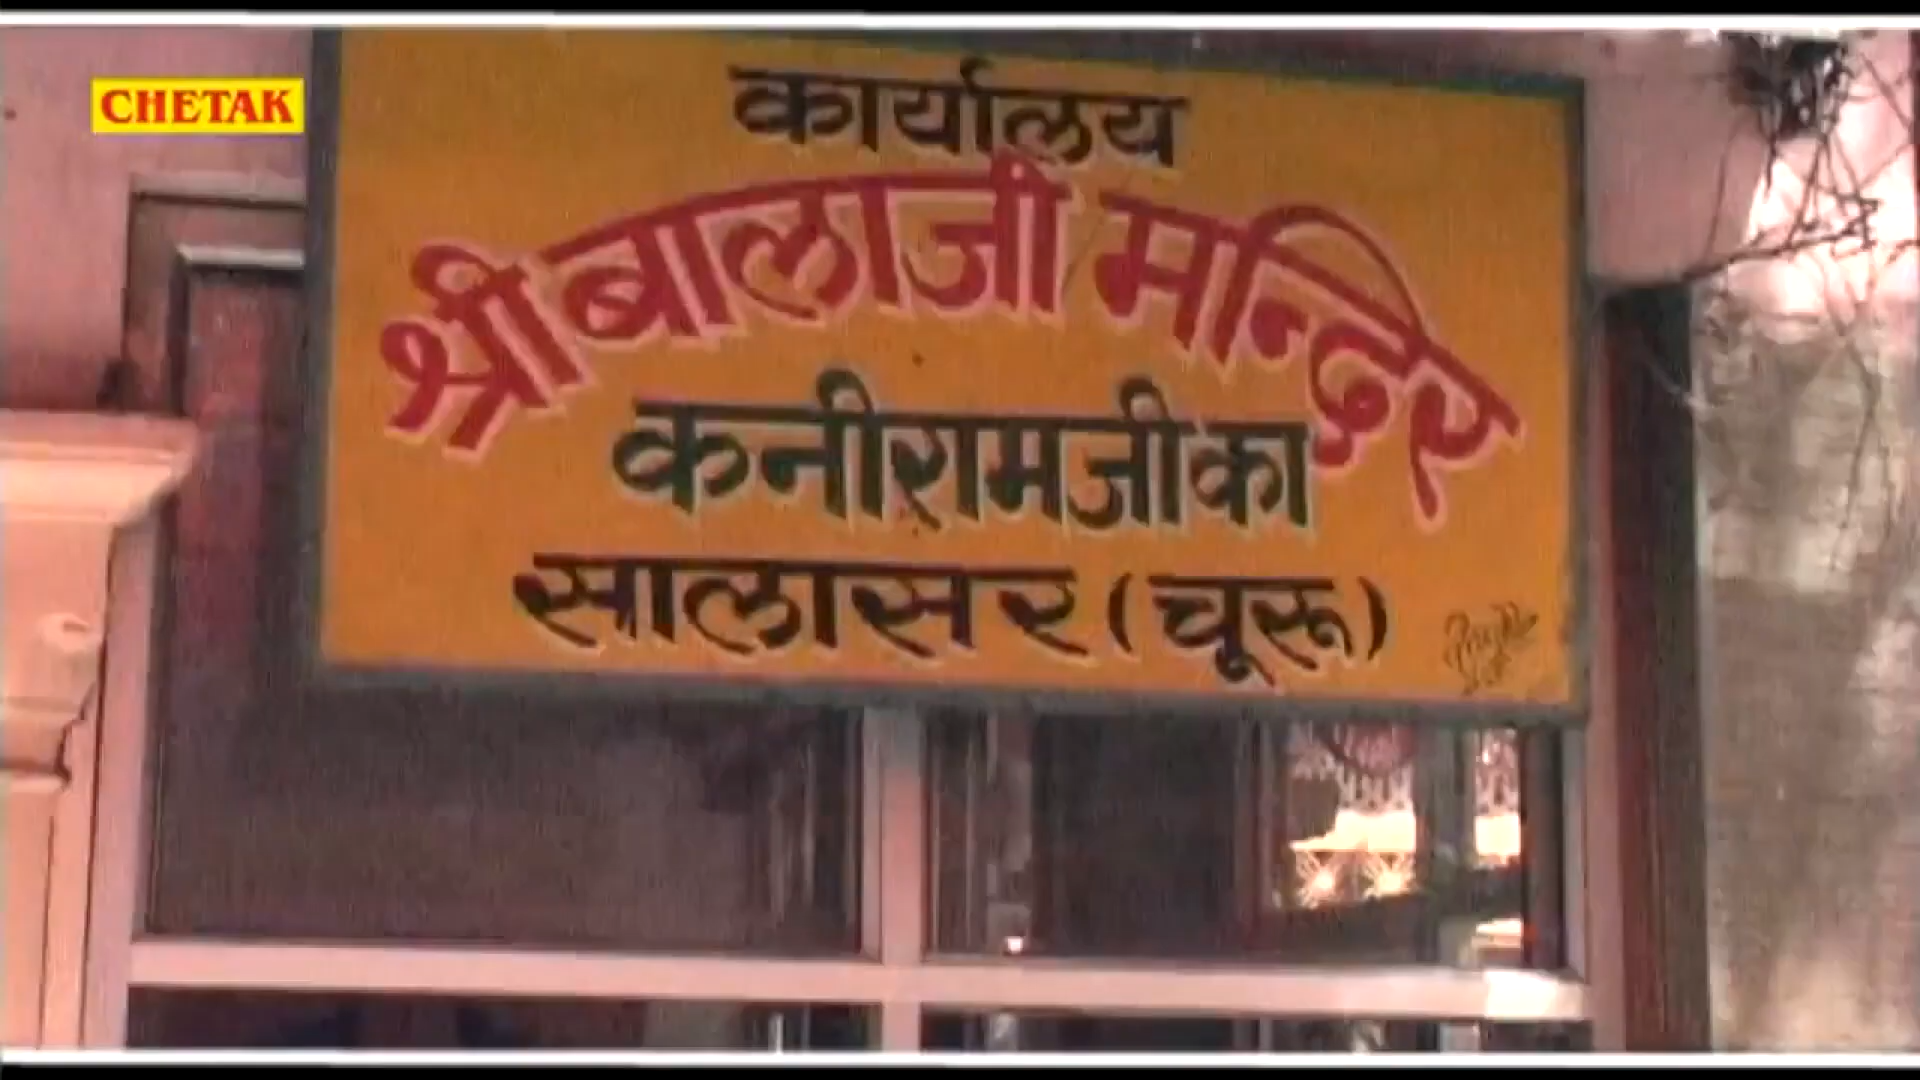 CHETAK
कार्यालय
श्री बालाजी मन्दिर
कनीरामजीका
सालासर (चूरू)